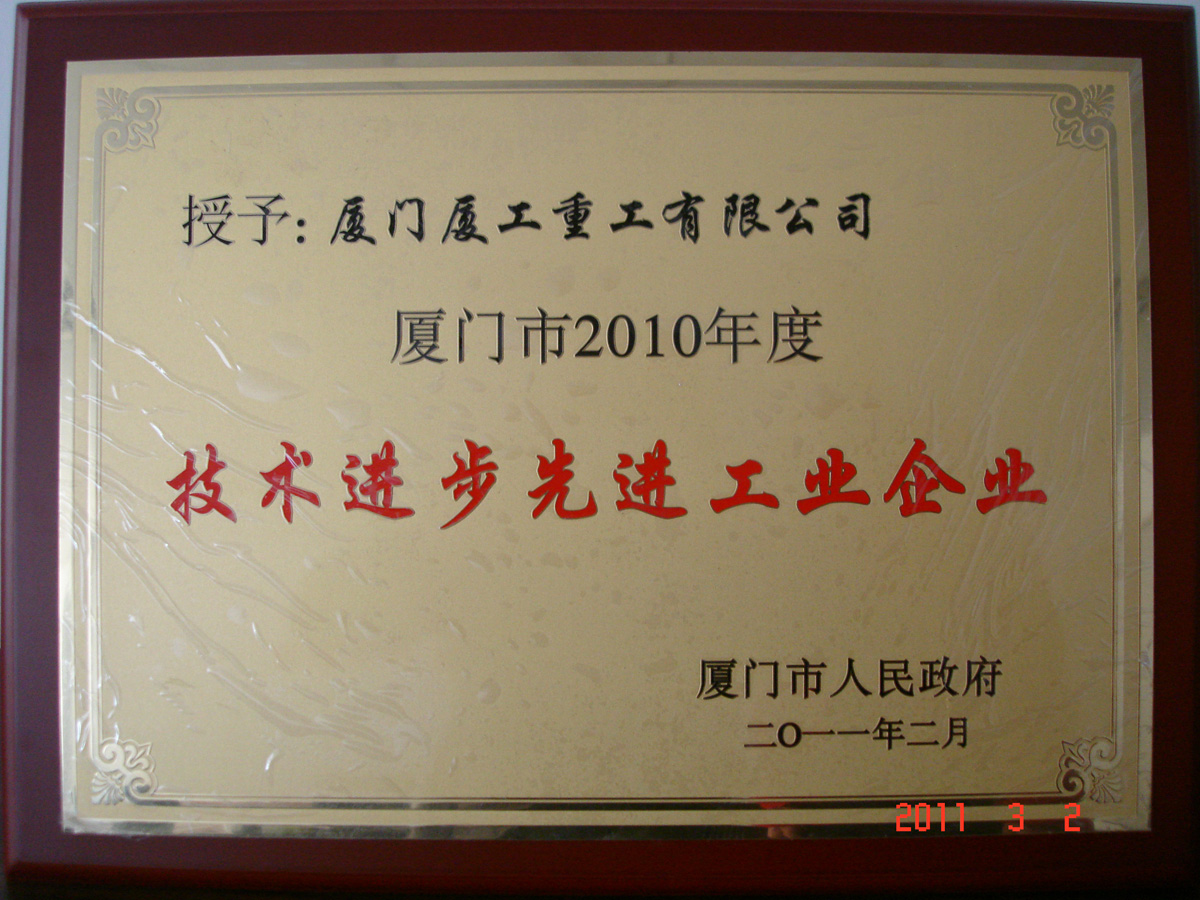 授予:厦门厦工重工有限公司
厦门市2010年度
技术进步先进工业企业
厦门市人民政府
二O一一年二月
2011 3 2